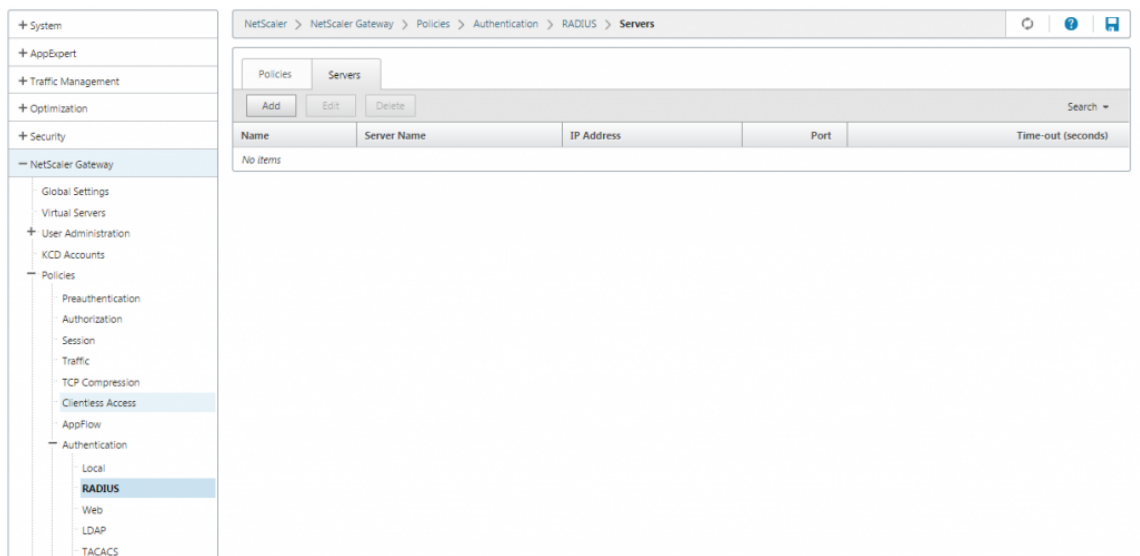 + System
+ AppExpert
+ Traffic Management
+ Optimization
+ Security
− NetScaler Gateway
Global Settings
Virtual Servers
+ User Administration
KCD Accounts
− Policies
Preauthentication
Authorization
Session
Traffic
TCP Compression
Clientless Access
AppFlow
− Authentication
Local
RADIUS
Web
LDAP
TACACS
NetScaler > NetScaler Gateway > Policies > Authentication > RADIUS > Servers
Policies Servers
Add Edit Delete Search
Name Server Name IP Address Port Time-out (seconds)
No items